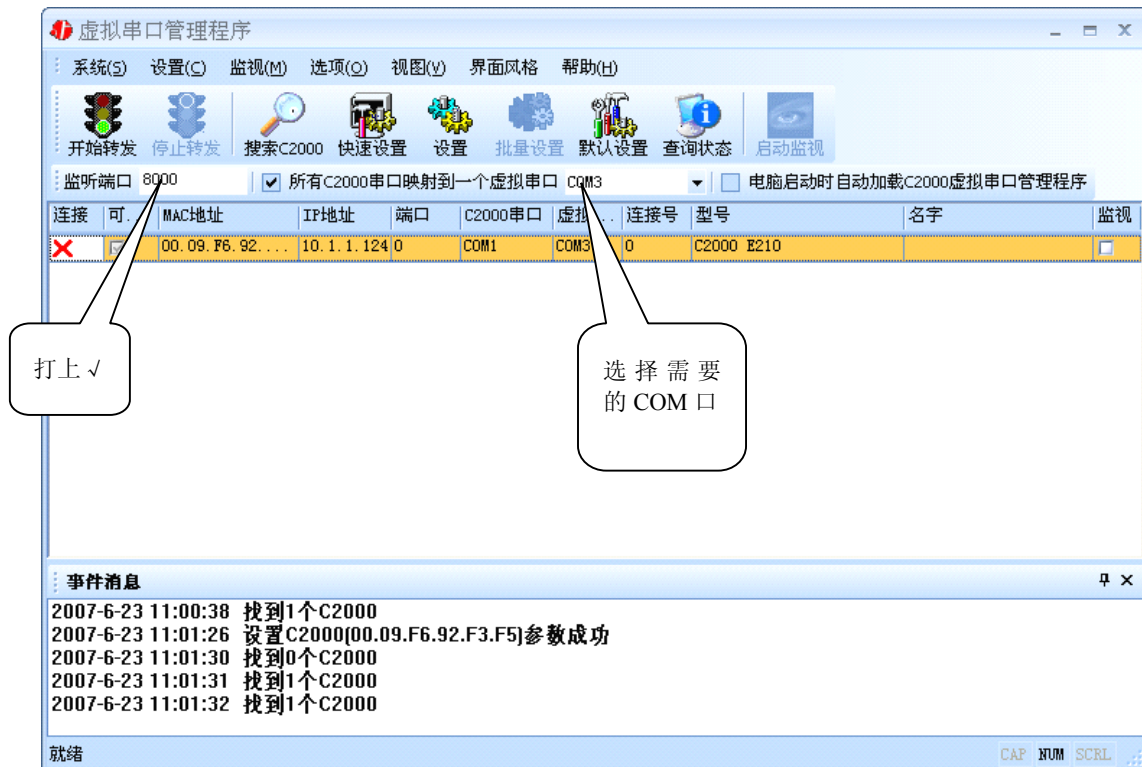 虚拟串口管理程序
系统(S) 设置(C) 监视(M) 选项(O) 视图(V) 界面风格 帮助(H)
开始转发 停止转发 搜索C2000 快速设置 设置 批量设置 默认设置 查询状态 启动监视
监听端口 8000 所有C2000串口映射到一个虚拟串口 COM3 电脑启动时自动加载C2000虚拟串口管理程序
连接 可.. MAC地址 IP地址 端口 C2000串口 虚拟... 连接号 型号 名字 监视
00.09.F6.92.... 10.1.1.124 0 COM1 COM3 0 C2000 E210
打上√
选择需要
的COM口
事件消息
2007-6-23 11:00:38 找到1个C2000
2007-6-23 11:01:26 设置C2000(00.09.F6.92.F3.F5)参数成功
2007-6-23 11:01:30 找到0个C2000
2007-6-23 11:01:31 找到1个C2000
2007-6-23 11:01:32 找到1个C2000
就绪 CAP NUM SCRL